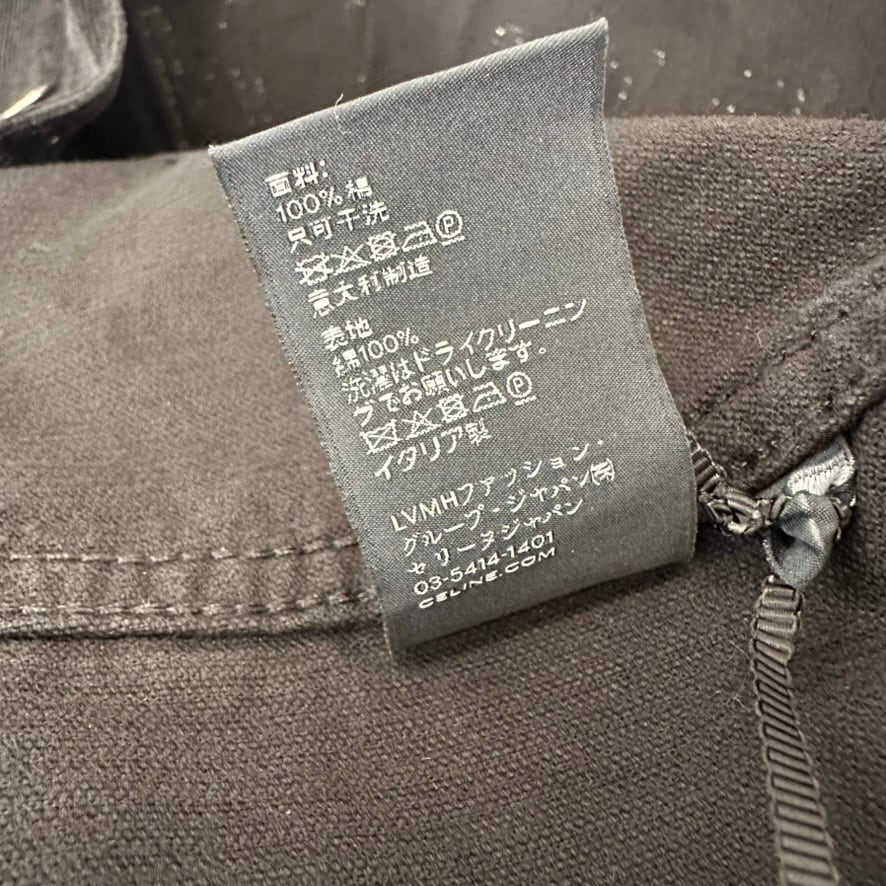 面料:
100% 棉
只可干洗
P
意大利制造
表地
綿100%
洗濯はドライクリーニン
グでお願いします。
P
イタリア製
LVMHファッション・
グループ・ジャパン㈱
セリーヌジャパン
03-5414-1401
CELINE.COM